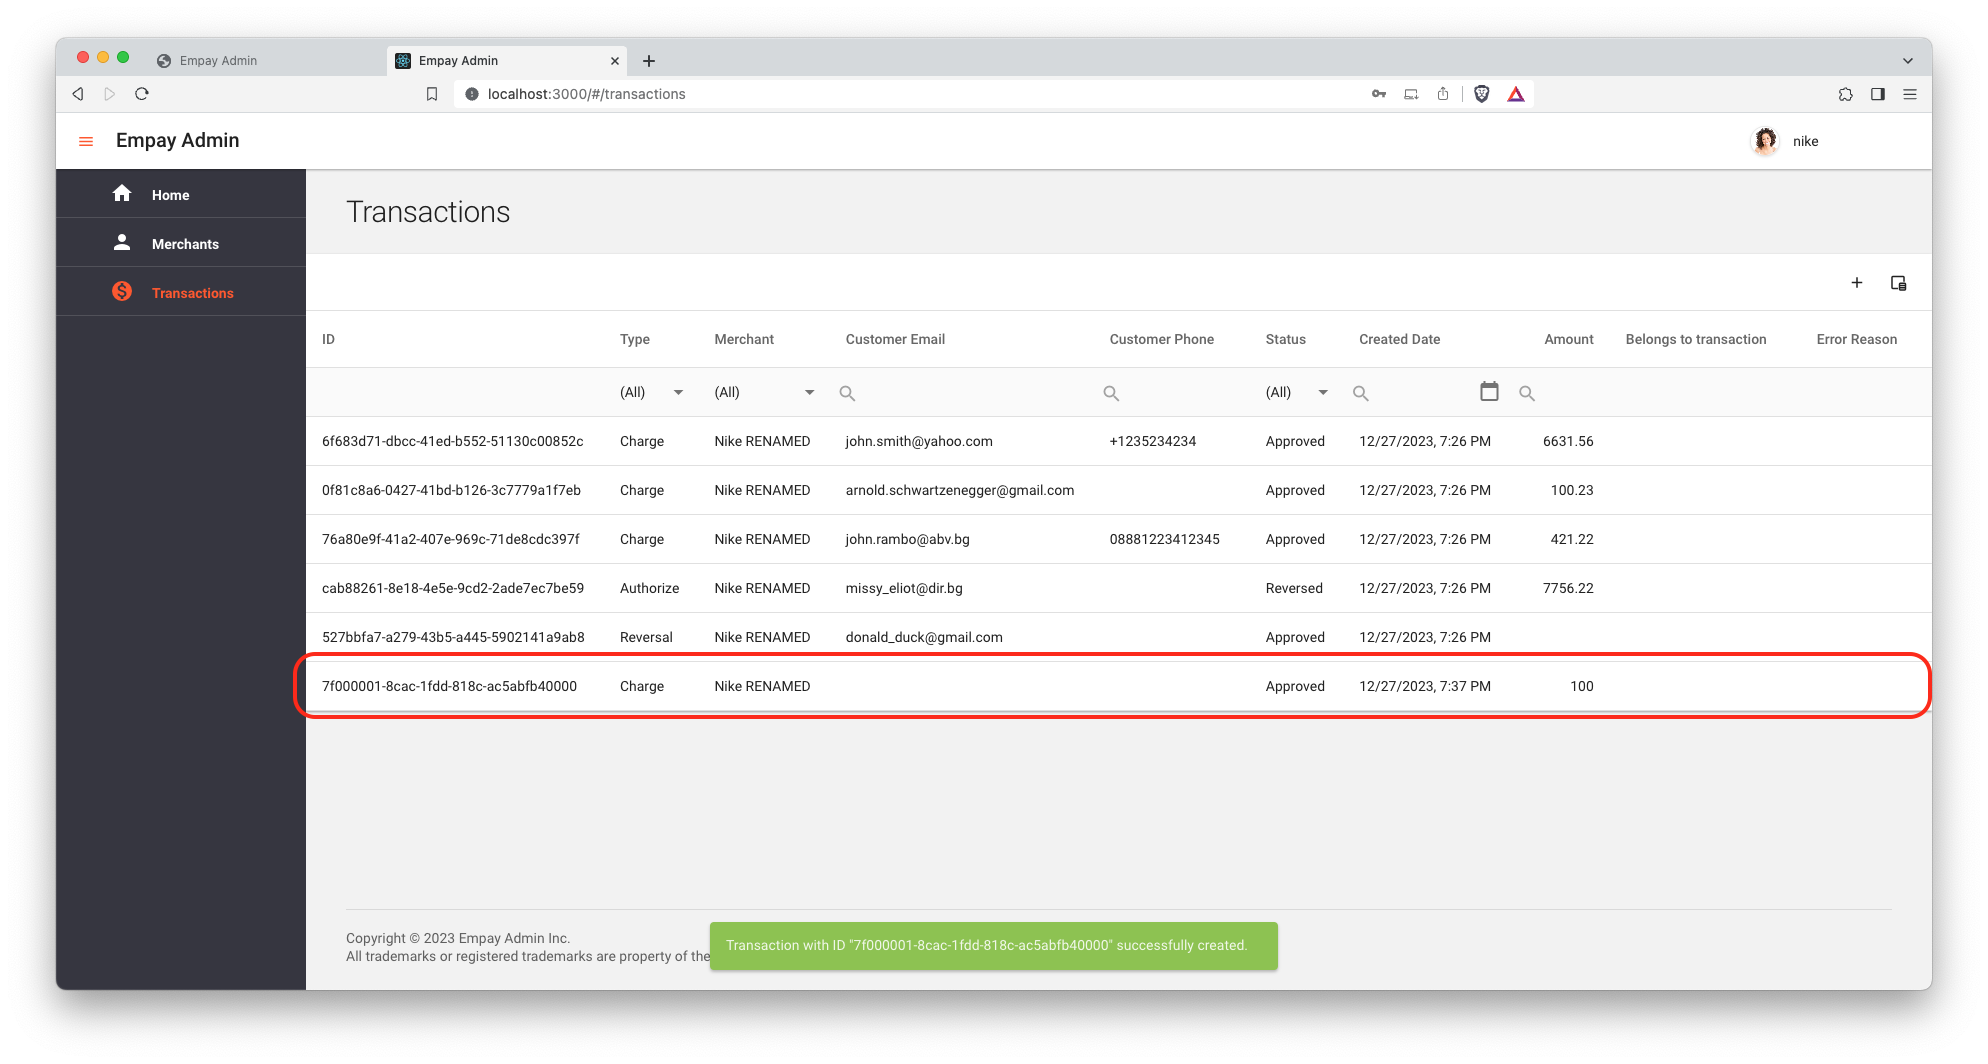 Empay Admin
Empay Admin
localhost:3000/#/transactions
Empay Admin
nike
Home
Merchants
Transactions
Transactions
ID Type Merchant Customer Email Customer Phone Status Created Date Amount Belongs to transaction Error Reason
(All) (All) (All)
6f683d71-dbcc-41ed-b552-51130c00852c Charge Nike RENAMED john.smith@yahoo.com +1235234234 Approved 12/27/2023, 7:26 PM 6631.56
0f81c8a6-0427-41bd-b126-3c7779a1f7eb Charge Nike RENAMED arnold.schwartzenegger@gmail.com Approved 12/27/2023, 7:26 PM 100.23
76a80e9f-41a2-407e-969c-71de8cdc397f Charge Nike RENAMED john.rambo@abv.bg 08881223412345 Approved 12/27/2023, 7:26 PM 421.22
cab88261-8e18-4e5e-9cd2-2ade7ec7be59 Authorize Nike RENAMED missy_eliot@dir.bg Reversed 12/27/2023, 7:26 PM 7756.22
527bbfa7-a279-43b5-a445-5902141a9ab8 Reversal Nike RENAMED donald_duck@gmail.com Approved 12/27/2023, 7:26 PM
7f000001-8cac-1fdd-818c-ac5abfb40000 Charge Nike RENAMED Approved 12/27/2023, 7:37 PM 100
Copyright © 2023 Empay Admin Inc.
All trademarks or registered trademarks are property of the
Transaction with ID "7f000001-8cac-1fdd-818c-ac5abfb40000" successfully created.